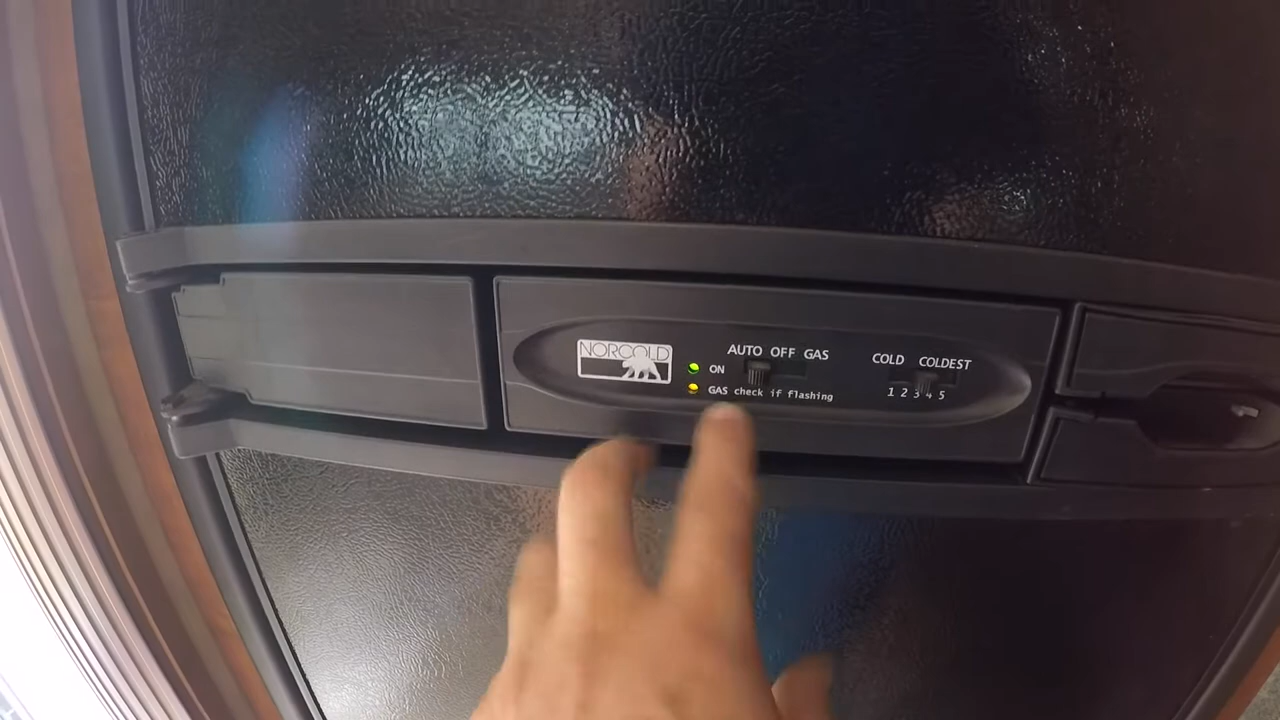 NORCOLD
ON
GAS check if flashing
AUTO OFF GAS
COLD COLDEST
1 2 3 4 5